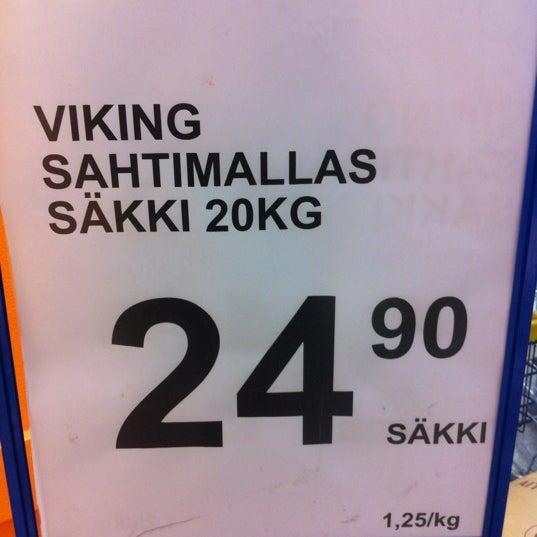 VIKING
SAHTIMALLAS
SÄKKI 20KG
24 90
SÄKKI
1,25/kg